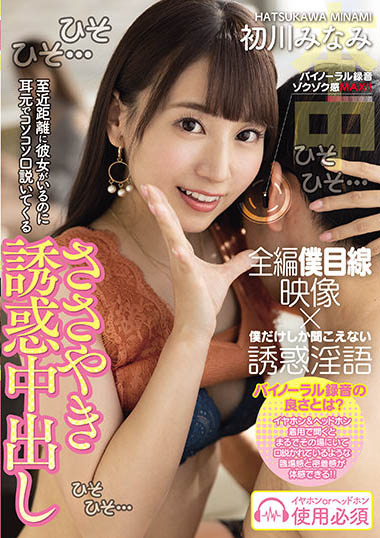 HATSUKAWA MINAMI
初川みなみ
ひそ
ひそ…
バイノーラル録音
ゾクゾク感MAX!!
ひそ
ひそ…
至近距離に彼女がいるのに
耳元でコソコソ口説いてくる
ささやき
誘惑中出し
全編僕目線
映像
×
僕だけしか聞こえない
誘惑淫語
バイノーラル録音の
良さとは?
イヤホン&ヘッドホン
着用で聞くと
まるでその場にいて
口説かれているような
臨場感と密着感が
体感できる!!
ひそ
ひそ
イヤホンorヘッドホン
使用必須